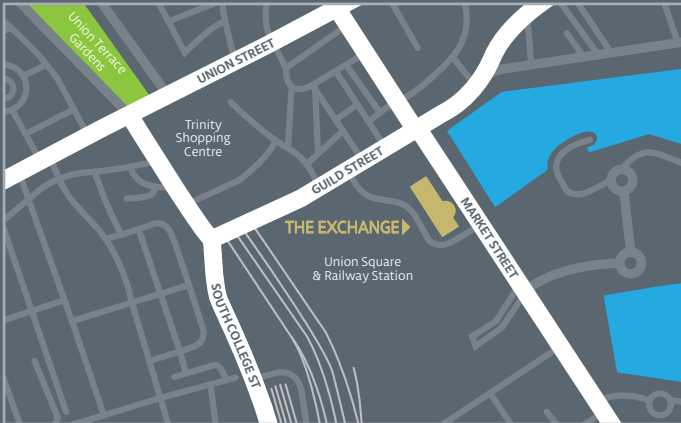 Union Terrace
Gardens
UNION STREET
Trinity
Shopping
Centre
GUILD STREET
THE EXCHANGE
MARKET STREET
Union Square
& Railway Station
SOUTH COLLEGE ST